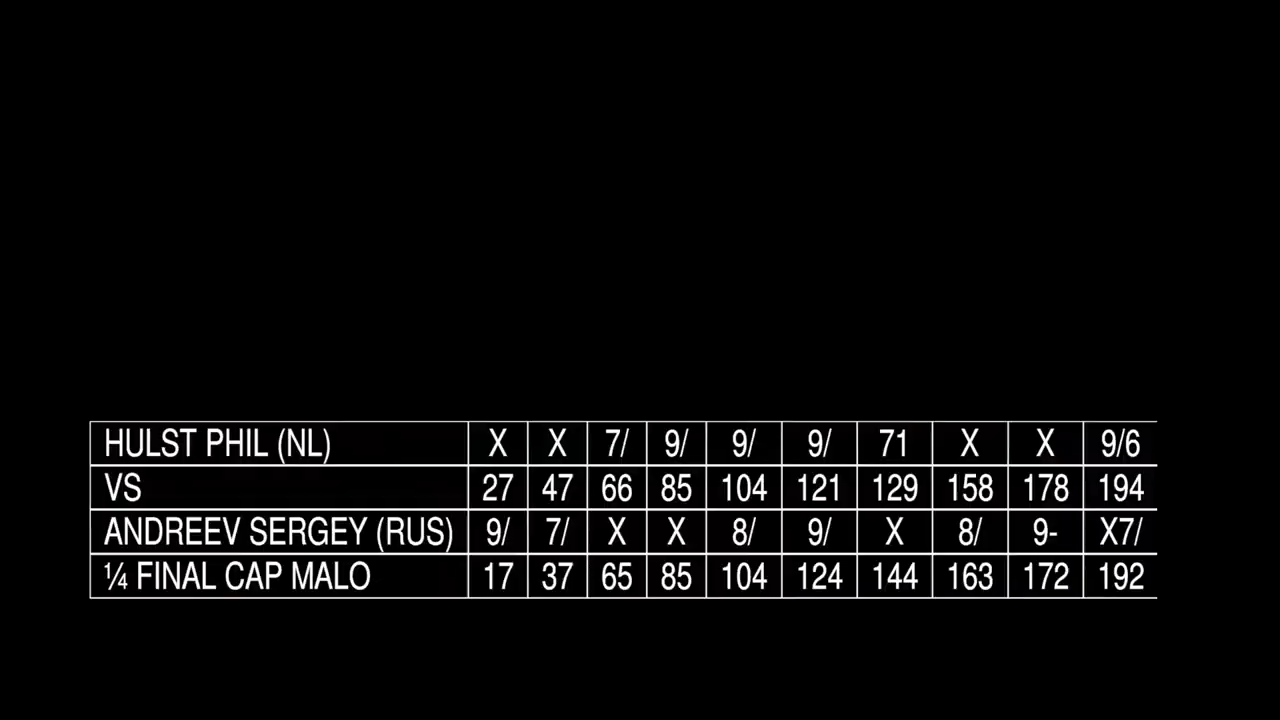 HULST PHIL (NL) X X 7/ 9/ 9/ 9/ 71 X X 9/6
VS 27 47 66 85 104 121 129 158 178 194
ANDREEV SERGEY (RUS) 9/ 7/ X X 8/ 9/ X 8/ 9- X7/
¼ FINAL CAP MALO 17 37 65 85 104 124 144 163 172 192